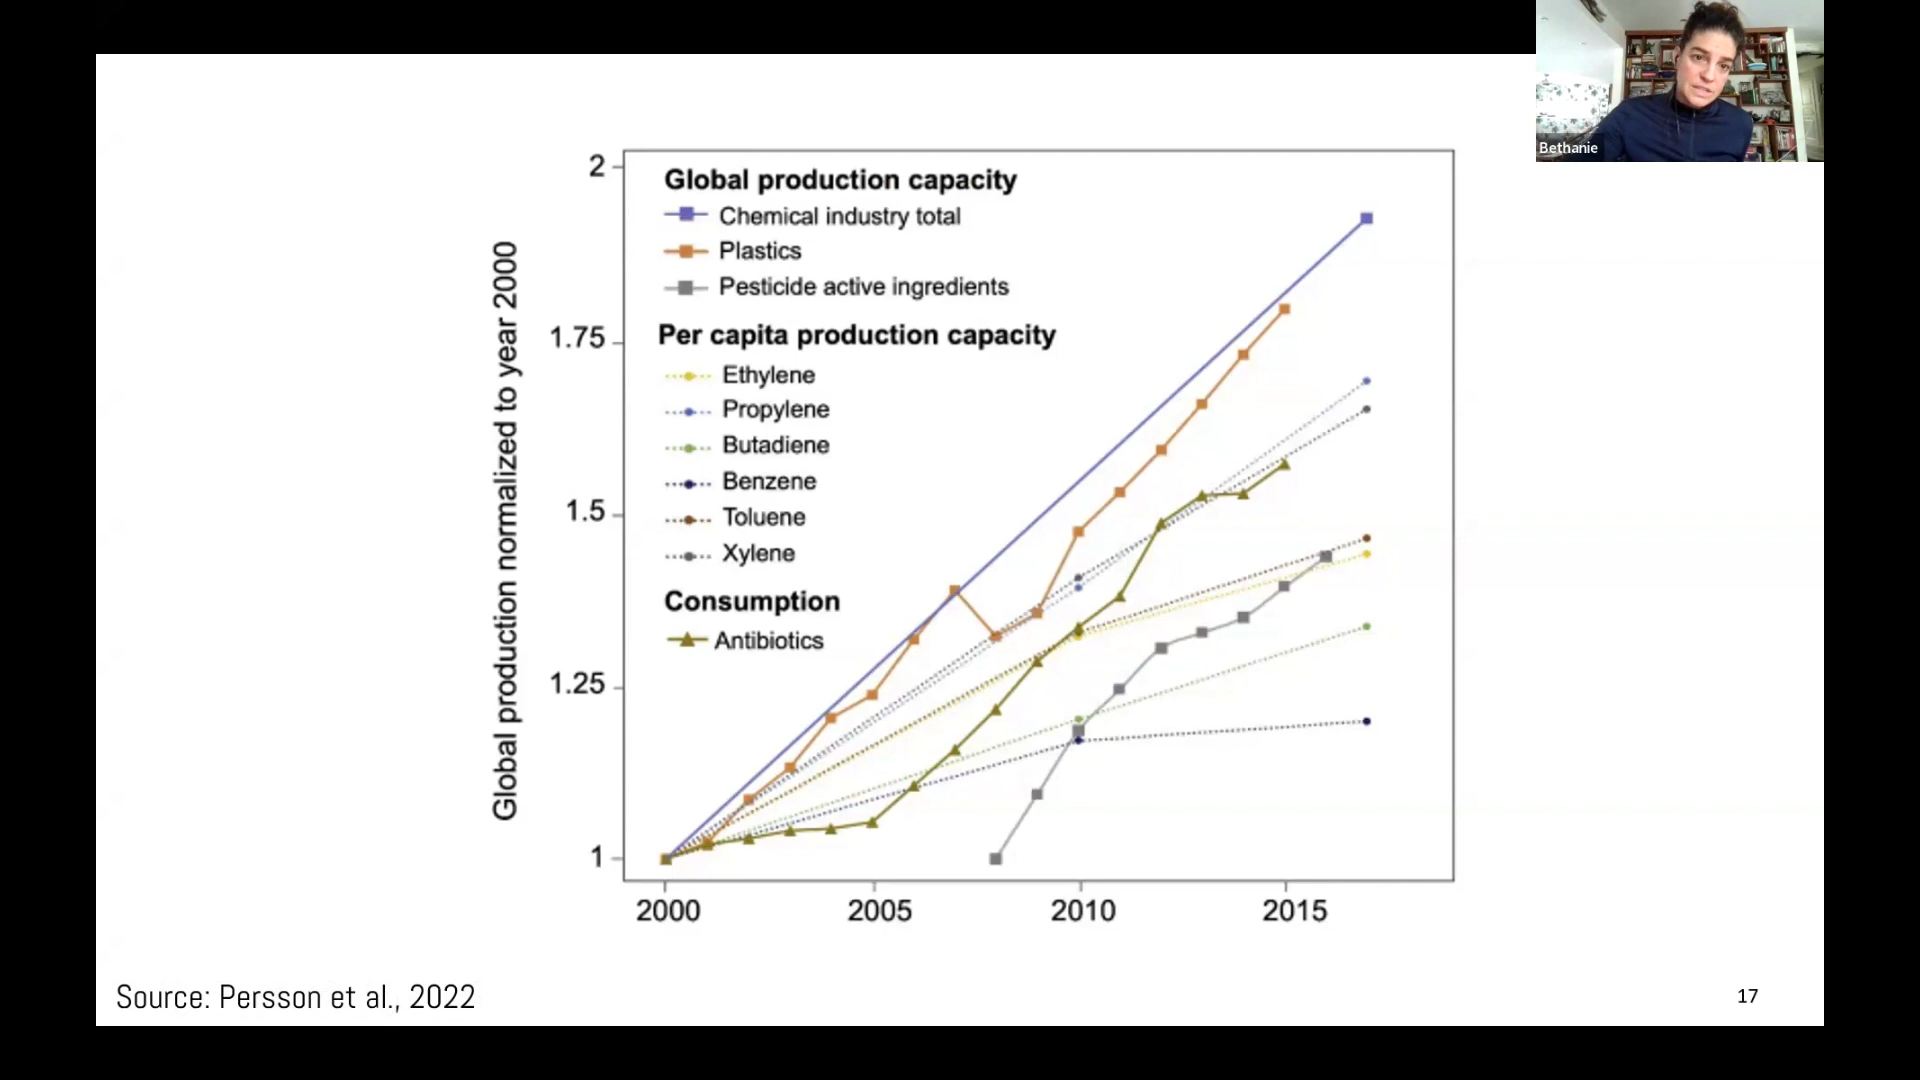 Bethanie
Global production normalized to year 2000
2
1.75
1.5
1.25
1
Global production capacity
Chemical industry total
Plastics
Pesticide active ingredients
Per capita production capacity
Ethylene
Propylene
Butadiene
Benzene
Toluene
Xylene
Consumption
Antibiotics
2000 2005 2010 2015
Source: Persson et al., 2022
17